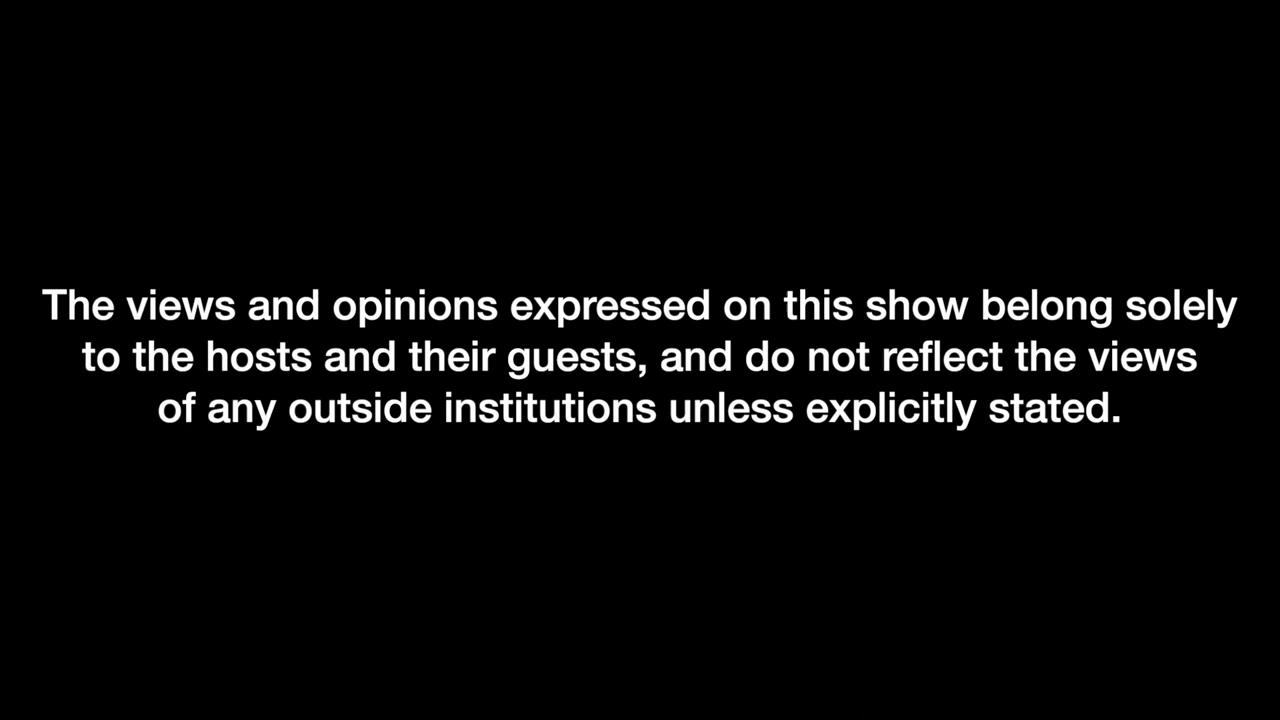 The views and opinions expressed on this show belong solely
to the hosts and their guests, and do not reflect the views
of any outside institutions unless explicitly stated.